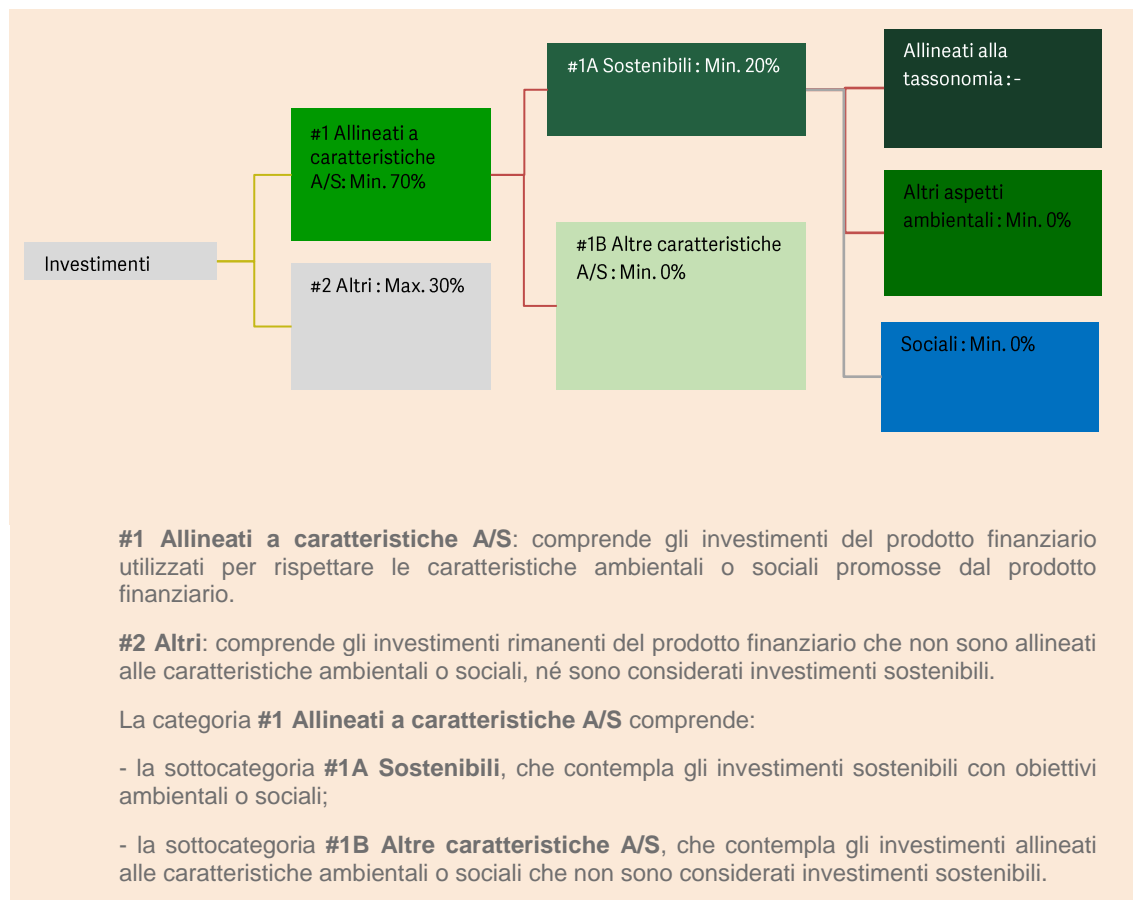 Investimenti
#1 Allineati a
caratteristiche
A/S: Min. 70%
#2 Altri : Max. 30%
#1A Sostenibili : Min. 20%
#1B Altre caratteristiche
A/S : Min. 0%
Allineati alla
tassonomia : -
Altri aspetti
ambientali : Min. 0%
Sociali : Min. 0%
#1 Allineati a caratteristiche A/S: comprende gli investimenti del prodotto finanziario
utilizzati per rispettare le caratteristiche ambientali o sociali promosse dal prodotto
finanziario.
#2 Altri: comprende gli investimenti rimanenti del prodotto finanziario che non sono allineati
alle caratteristiche ambientali o sociali, né sono considerati investimenti sostenibili.
La categoria #1 Allineati a caratteristiche A/S comprende:
- la sottocategoria #1A Sostenibili, che contempla gli investimenti sostenibili con obiettivi
ambientali o sociali;
- la sottocategoria #1B Altre caratteristiche A/S, che contempla gli investimenti allineati
alle caratteristiche ambientali o sociali che non sono considerati investimenti sostenibili.